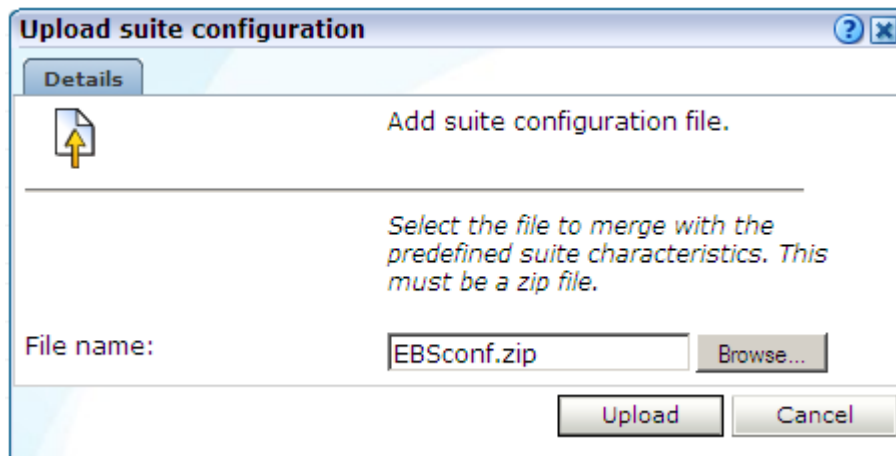 Upload suite configuration
Details
Add suite configuration file.
Select the file to merge with the
predefined suite characteristics. This
must be a zip file.
File name:
EBSconf.zip
Browse...
Upload
Cancel